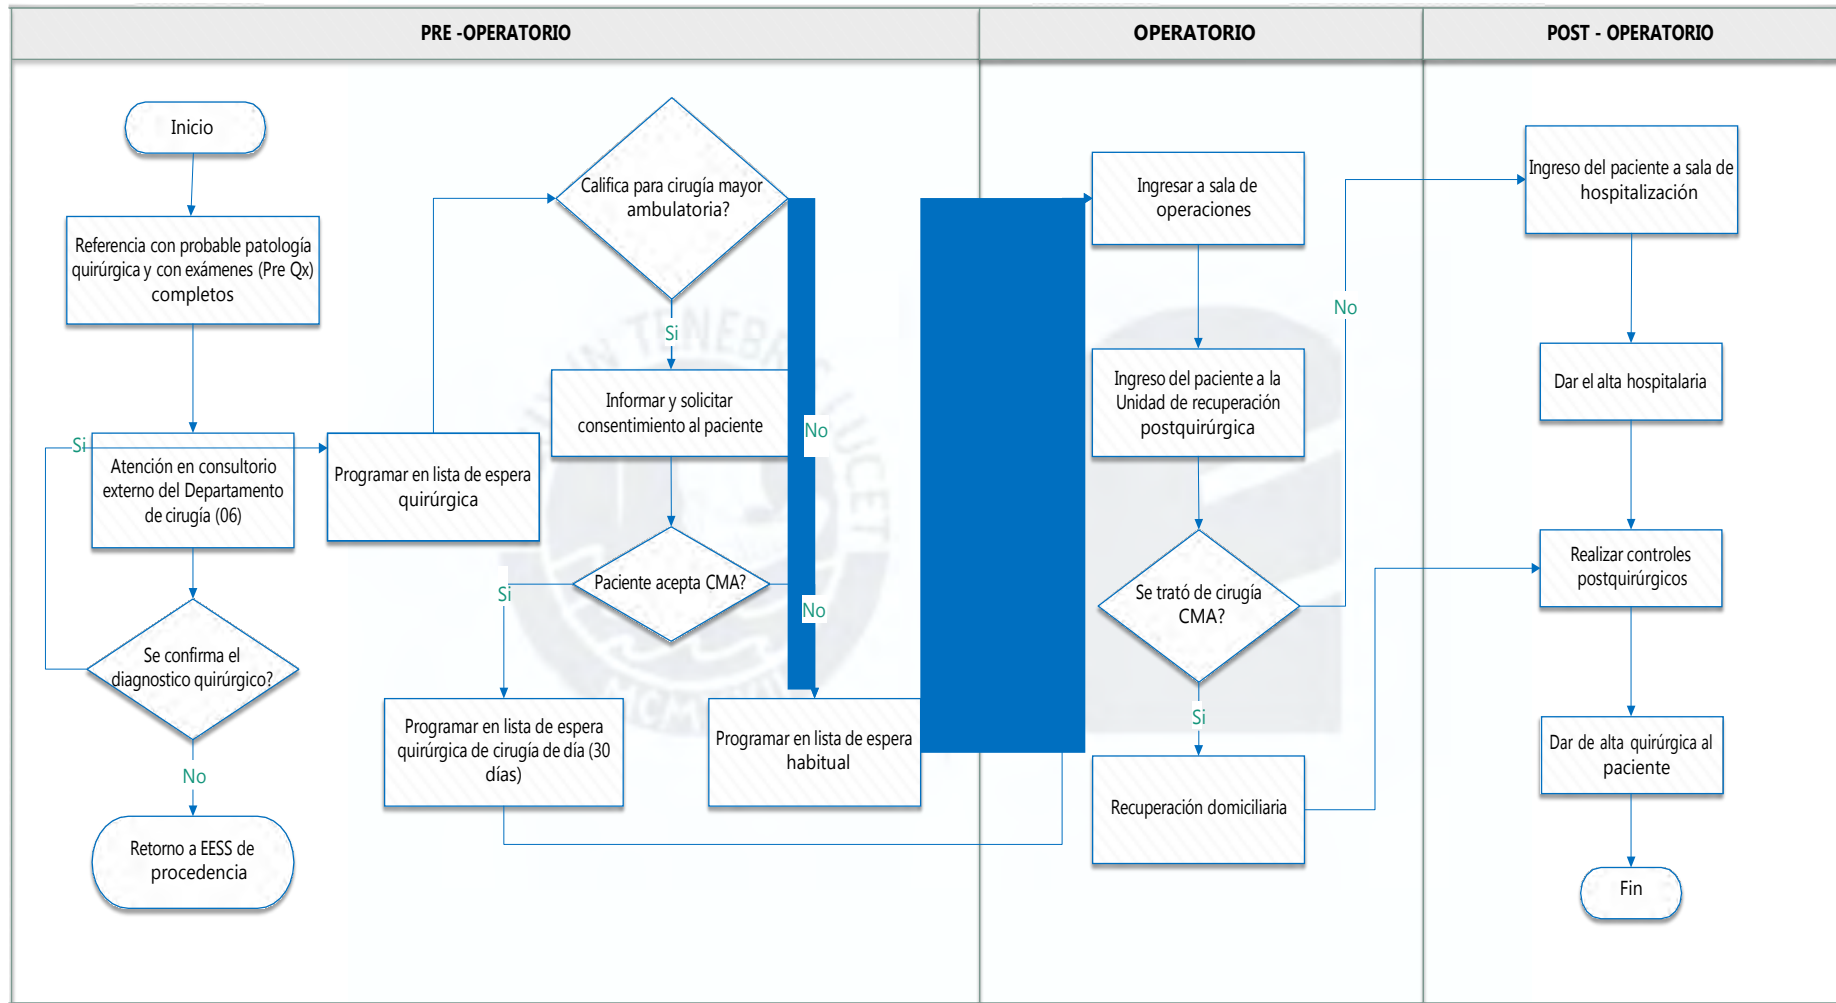 PRE -OPERATORIO
OPERATORIO
POST - OPERATORIO
Inicio
Referencia con probable patología
quirúrgica y con exámenes (Pre Qx)
completos
Si
Atención en consultorio
externo del Departamento
de cirugía (06)
Se confirma el
diagnostico quirúrgico?
No
Retorno a EESS de
procedencia
Programar en lista de espera
quirúrgica
Califica para cirugía mayor
ambulatoria?
Si
No
Informar y solicitar
consentimiento al paciente
Paciente acepta CMA?
Si
No
Programar en lista de espera
quirúrgica de cirugía de día (30
días)
Programar en lista de espera
habitual
Ingresar a sala de
operaciones
Ingreso del paciente a la
Unidad de recuperación
postquirúrgica
Se trató de cirugía
CMA?
No
Si
Recuperación domiciliaria
Ingreso del paciente a sala de
hospitalización
Dar el alta hospitalaria
Realizar controles
postquirúrgicos
Dar de alta quirúrgica al
paciente
Fin